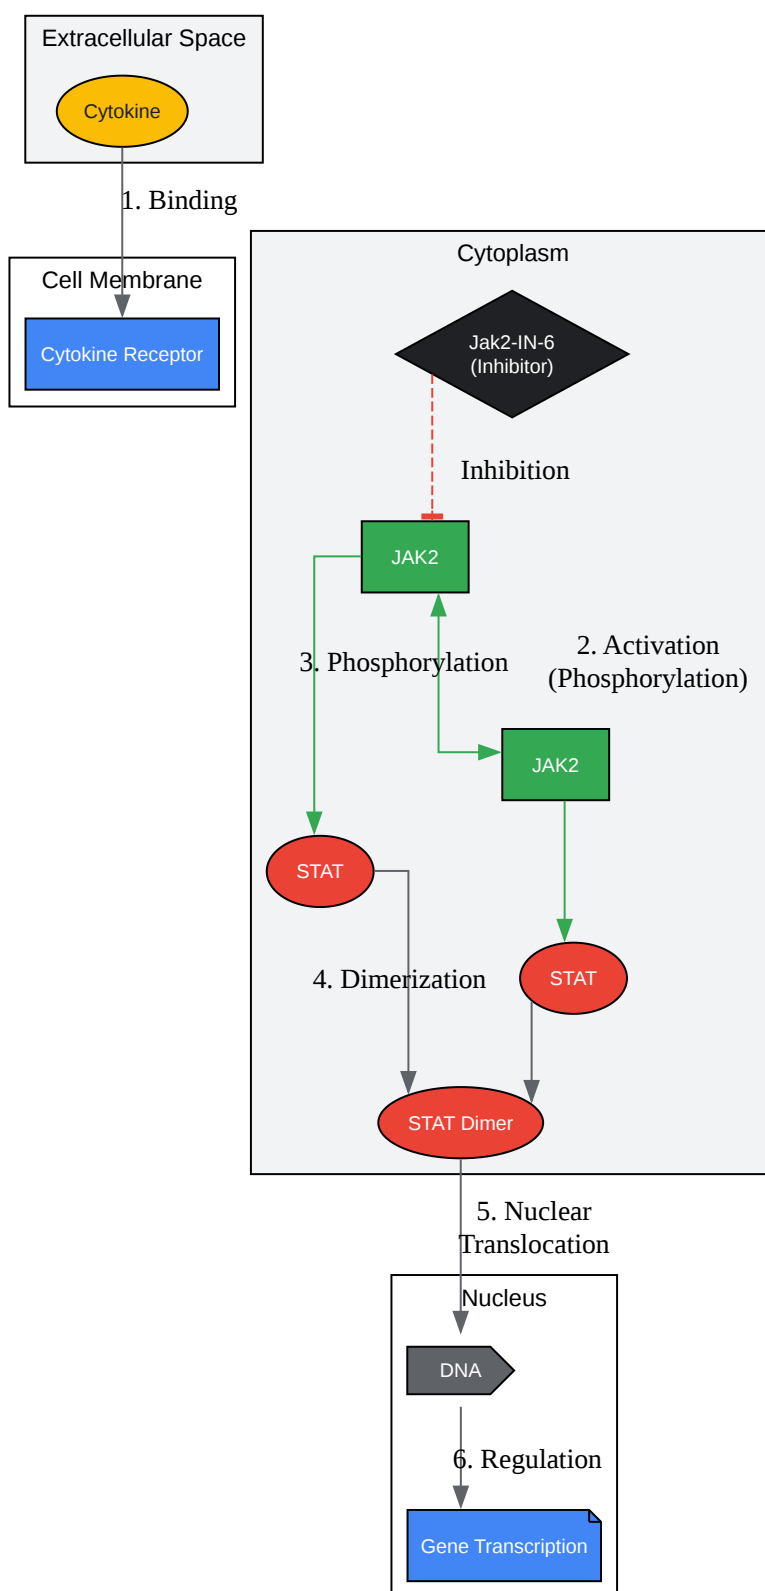 Extracellular Space
Cytokine
1. Binding
Cell Membrane
Cytokine Receptor
Cytoplasm
Jak2-IN-6
(Inhibitor)
Inhibition
JAK2
2. Activation
(Phosphorylation)
3. Phosphorylation
JAK2
STAT
4. Dimerization
STAT
STAT Dimer
5. Nuclear
Translocation
Nucleus
DNA
6. Regulation
Gene Transcription